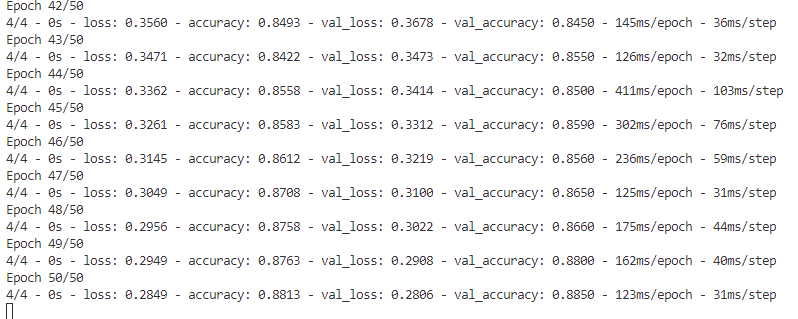 Epoch 42/50
4/4 - 0s - loss: 0.3560 - accuracy: 0.8493 - val_loss: 0.3678 - val_accuracy: 0.8450 - 145ms/epoch - 36ms/step
Epoch 43/50
4/4 - 0s - loss: 0.3471 - accuracy: 0.8422 - val_loss: 0.3473 - val_accuracy: 0.8550 - 126ms/epoch - 32ms/step
Epoch 44/50
4/4 - 0s - loss: 0.3362 - accuracy: 0.8558 - val_loss: 0.3414 - val_accuracy: 0.8500 - 411ms/epoch - 103ms/step
Epoch 45/50
4/4 - 0s - loss: 0.3261 - accuracy: 0.8583 - val_loss: 0.3312 - val_accuracy: 0.8590 - 302ms/epoch - 76ms/step
Epoch 46/50
4/4 - 0s - loss: 0.3145 - accuracy: 0.8612 - val_loss: 0.3219 - val_accuracy: 0.8560 - 236ms/epoch - 59ms/step
Epoch 47/50
4/4 - 0s - loss: 0.3049 - accuracy: 0.8708 - val_loss: 0.3100 - val_accuracy: 0.8650 - 125ms/epoch - 31ms/step
Epoch 48/50
4/4 - 0s - loss: 0.2956 - accuracy: 0.8758 - val_loss: 0.3022 - val_accuracy: 0.8660 - 175ms/epoch - 44ms/step
Epoch 49/50
4/4 - 0s - loss: 0.2949 - accuracy: 0.8763 - val_loss: 0.2908 - val_accuracy: 0.8800 - 162ms/epoch - 40ms/step
Epoch 50/50
4/4 - 0s - loss: 0.2849 - accuracy: 0.8813 - val_loss: 0.2806 - val_accuracy: 0.8850 - 123ms/epoch - 31ms/step